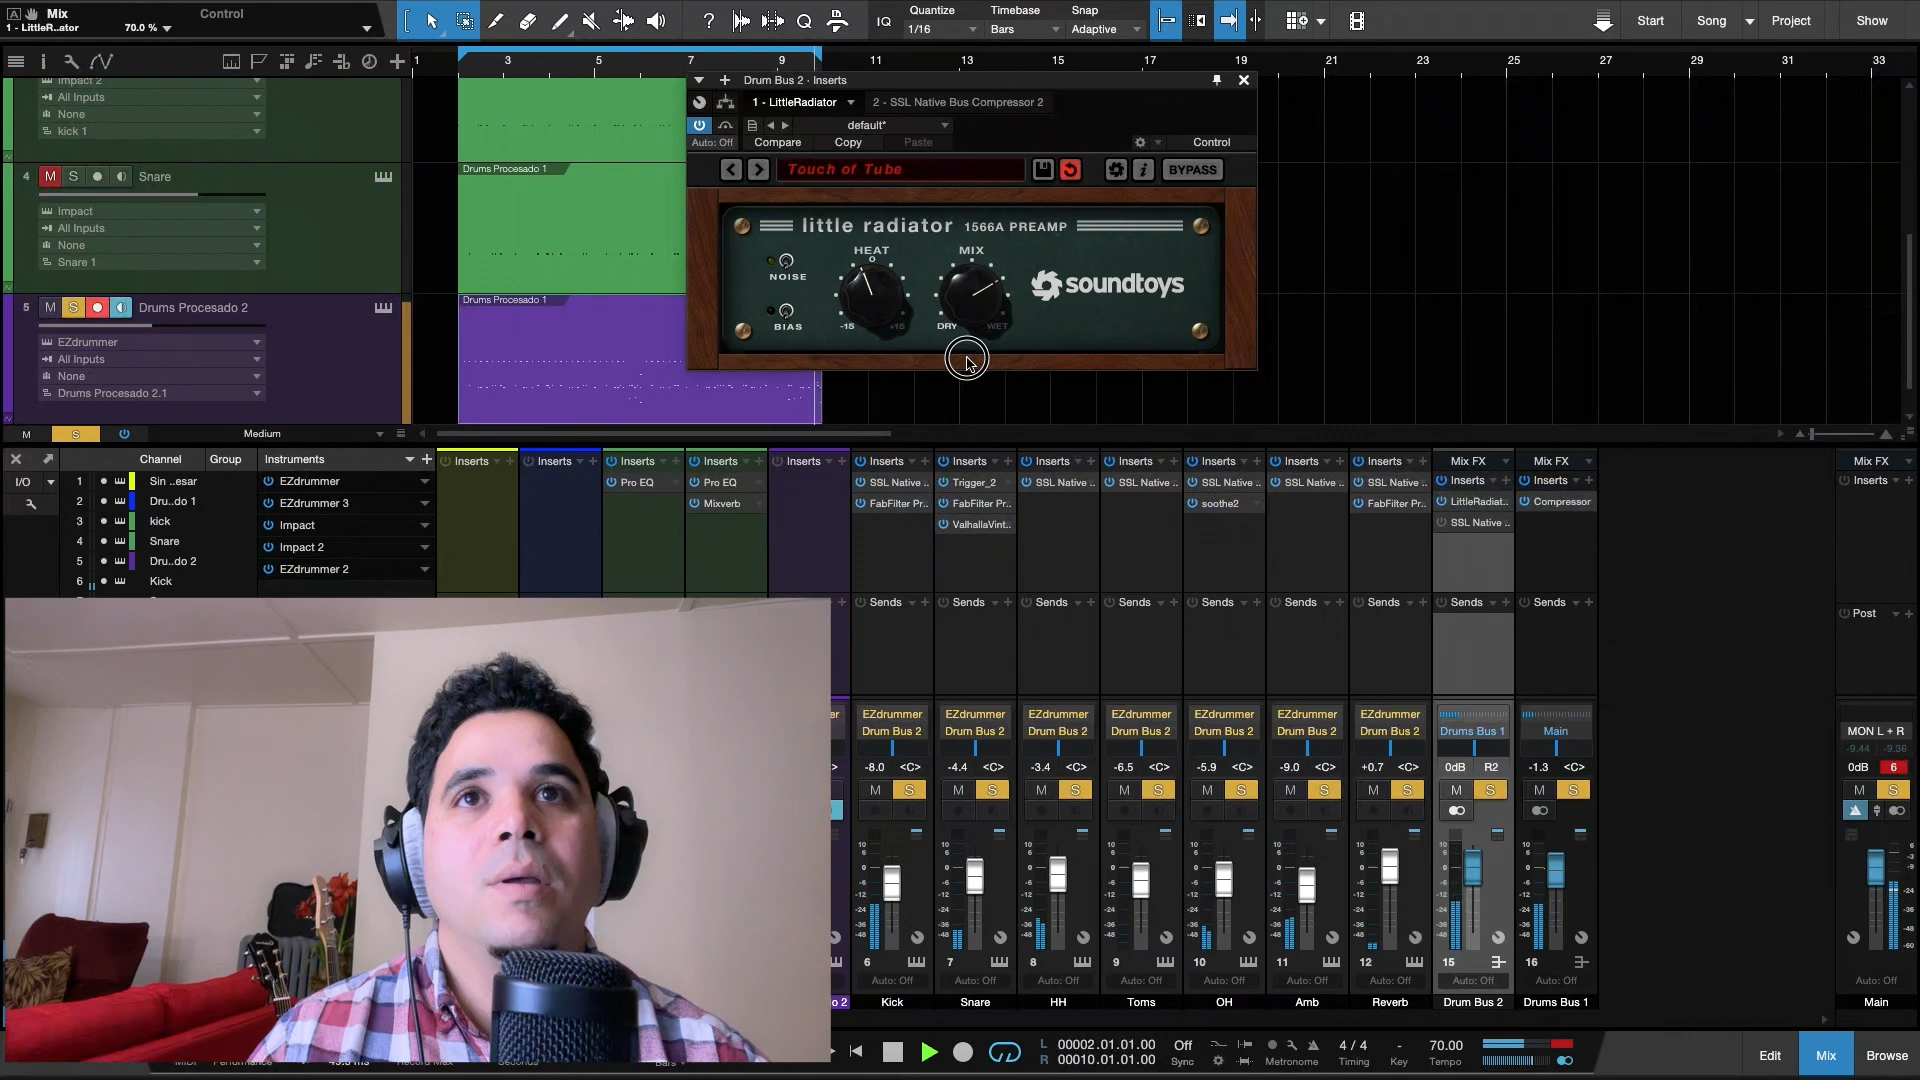 Mix
1 - LittleR..ator
70.0 %
Control
IQ
Quantize
1/16
Timebase
Bars
Snap
Adaptive
Start
Song
Project
Show
1 3 5 7 9 11 13 15 17 19 21 23 25 27 29 31 33
Impact 2
All Inputs
None
kick 1
4 M S Snare
Impact
All Inputs
None
Snare 1
5 M S Drums Procesado 2
EZdrummer
All Inputs
None
Drums Procesado 2.1
Drums Procesado 1
Drums Procesado 1
Drum Bus 2 · Inserts
1 - LittleRadiator
2 - SSL Native Bus Compressor 2
default*
Auto: Off
Compare
Copy
Paste
Control
Touch of Tube
BYPASS
little radiator 1566A PREAMP
HEAT
0
MIX
NOISE
BIAS
-15 +15
DRY WET
soundtoys
M S Medium
Channel Group Instruments
I/O
1 Sin ..esar
2 Dru..do 1
3 kick
4 Snare
5 Dru..do 2
6 Kick
EZdrummer
EZdrummer 3
Impact
Impact 2
EZdrummer 2
Inserts Inserts Inserts Inserts Inserts Inserts Inserts Inserts Inserts Inserts Inserts Inserts Mix FX Mix FX Mix FX
Inserts Inserts Inserts
Pro EQ Pro EQ SSL Native .. Trigger_2 SSL Native .. SSL Native .. SSL Native ..
Mixverb FabFilter Pr.. FabFilter Pr.. soothe2 FabFilter Pr.. LittleRadiat.. Compressor
ValhallaVint.. SSL Native ..
Sends Sends Sends Sends Sends Sends Sends Sends Sends
Post
EZdrummer EZdrummer EZdrummer EZdrummer EZdrummer EZdrummer EZdrummer
Drum Bus 2 Drum Bus 2 Drum Bus 2 Drum Bus 2 Drum Bus 2 Drum Bus 2 Drum Bus 2 Drums Bus 1 Main MON L + R
-9.44 -9.36
-8.0 <C> -4.4 <C> -3.4 <C> -6.5 <C> -5.9 <C> -9.0 <C> +0.7 <C> 0dB R2 -1.3 <C> 0dB 6
M S M S M S M S M S M S M S M S M S M S
6 7 8 9 10 11 12 15 16
Auto: Off Auto: Off Auto: Off Auto: Off Auto: Off Auto: Off Auto: Off Auto: Off Auto: Off Auto: Off
o 2 Kick Snare HH Toms OH Amb Reverb Drum Bus 2 Drums Bus 1 Main
L 00002.01.01.00
R 00010.01.01.00
Off
Sync
Metronome
4 / 4
Timing
-
Key
70.00
Tempo
Edit
Mix
Browse